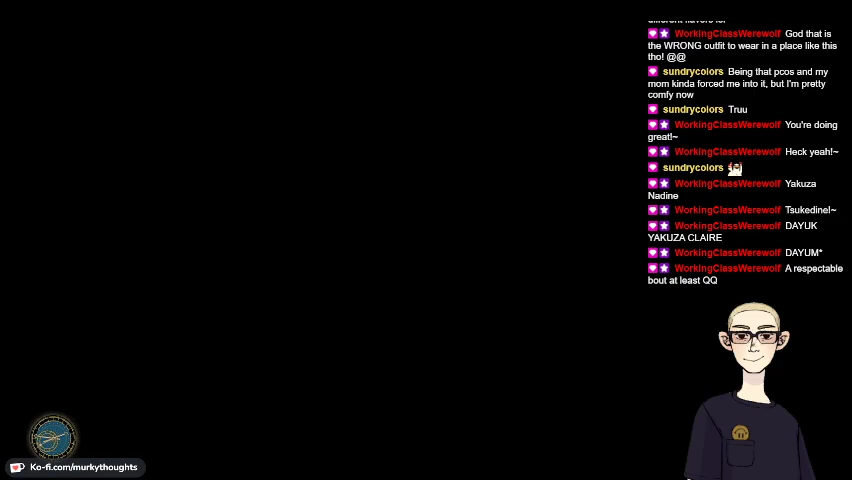 different flavors lol
WorkingClassWerewolf God that is
the WRONG outfit to wear in a place like this
tho! @@
sundrycolors Being that pcos and my
mom kinda forced me into it, but I'm pretty
comfy now
sundrycolors Truu
WorkingClassWerewolf You're doing
great!~
WorkingClassWerewolf Heck yeah!~
sundrycolors
WorkingClassWerewolf Yakuza
Nadine
WorkingClassWerewolf Tsukedine!~
WorkingClassWerewolf DAYUK
YAKUZA CLAIRE
WorkingClassWerewolf DAYUM*
WorkingClassWerewolf A respectable
bout at least QQ
Ko-fi.com/murkythoughts